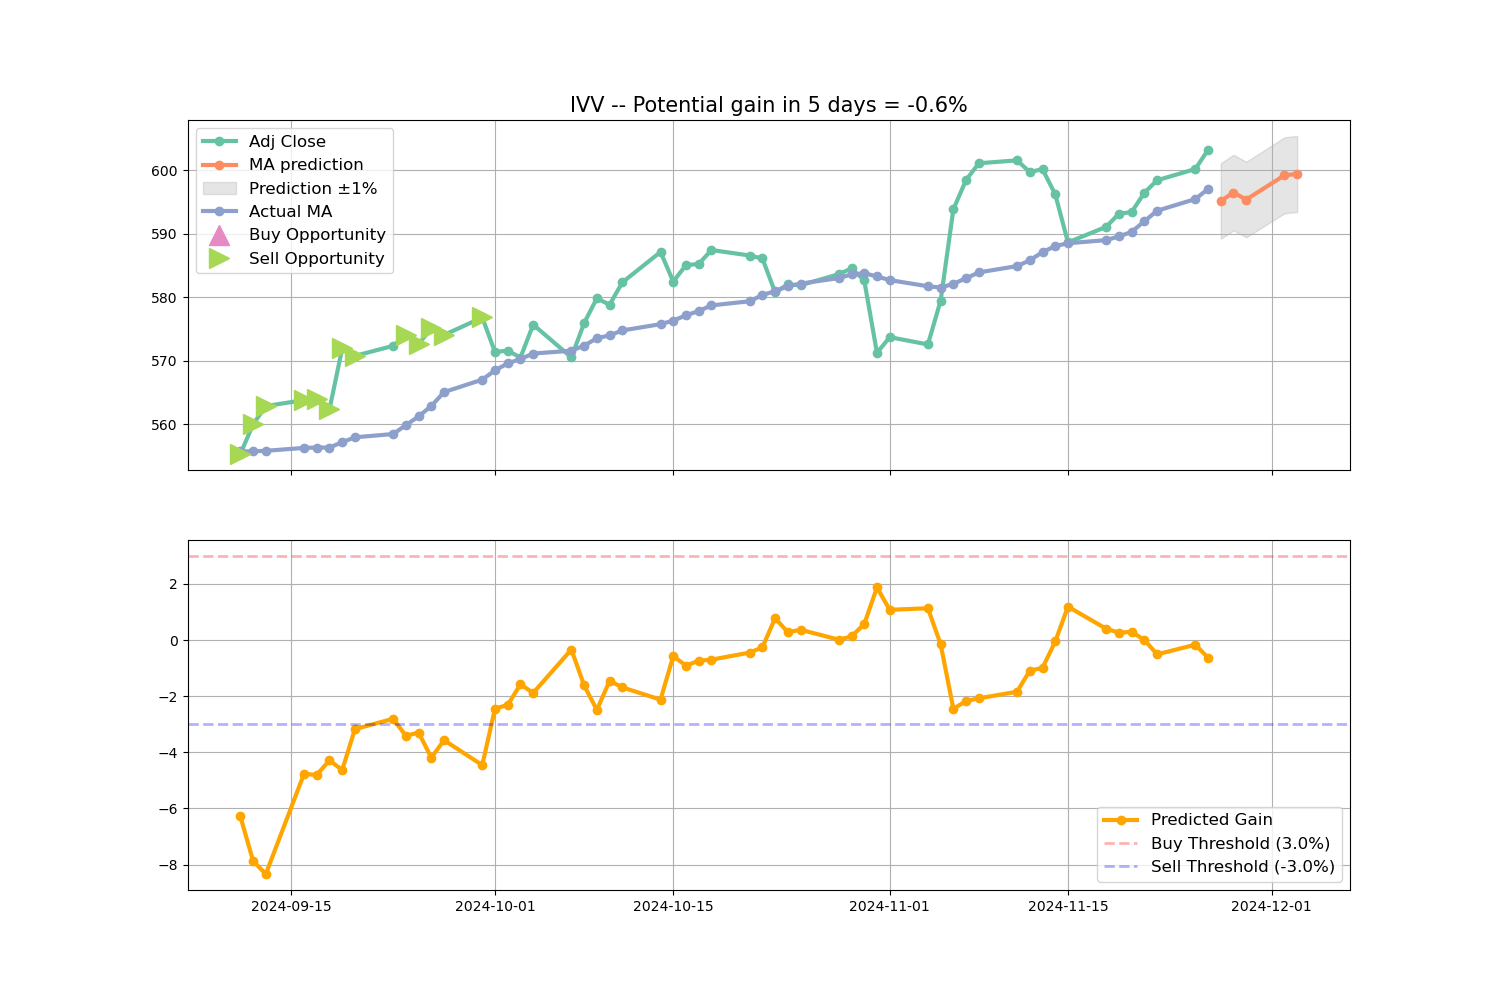 IVV -- Potential gain in 5 days = -0.6%
Adj Close
MA prediction
Prediction ±1%
Actual MA
Buy Opportunity
Sell Opportunity
600
590
580
570
560
2
0
−2
−4
−6
−8
Predicted Gain
Buy Threshold (3.0%)
Sell Threshold (-3.0%)
2024-09-15
2024-10-01
2024-10-15
2024-11-01
2024-11-15
2024-12-01